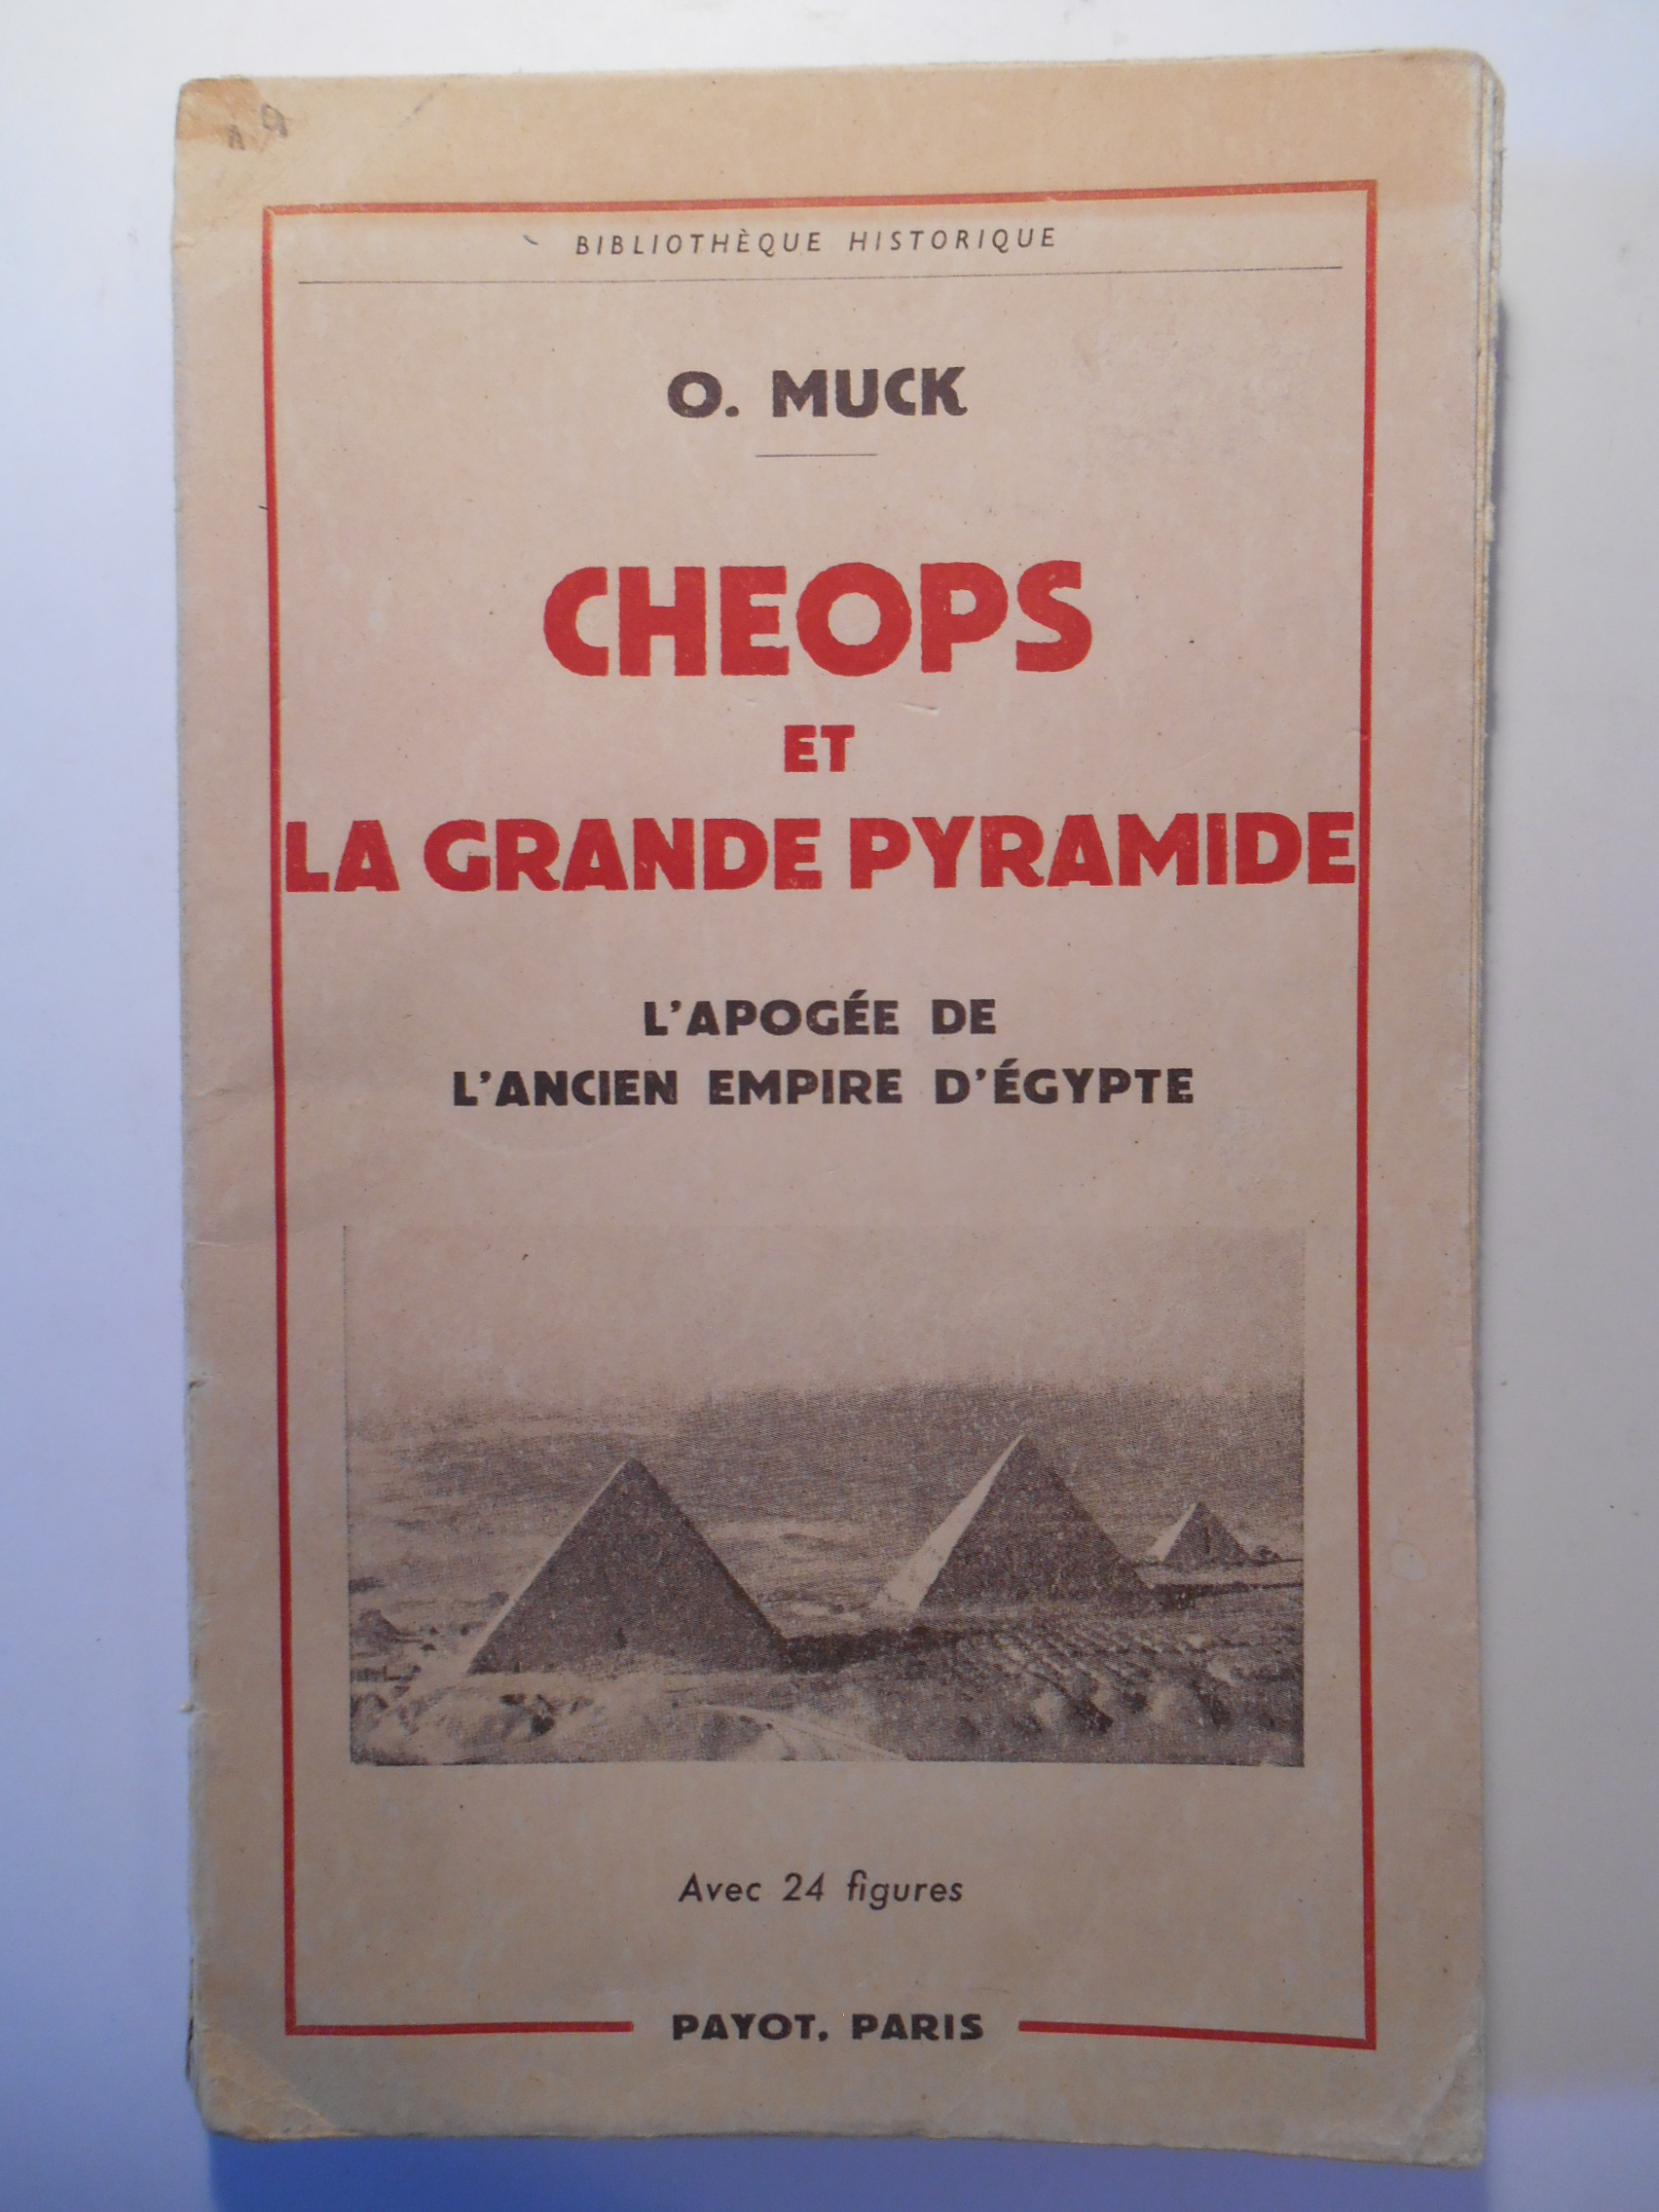 BIBLIOTHÈQUE HISTORIQUE
O. MUCK
CHEOPS
ET
LA GRANDE PYRAMIDE
L'APOGÉE DE
L'ANCIEN EMPIRE D'ÉGYPTE
Avec 24 figures
PAYOT, PARIS